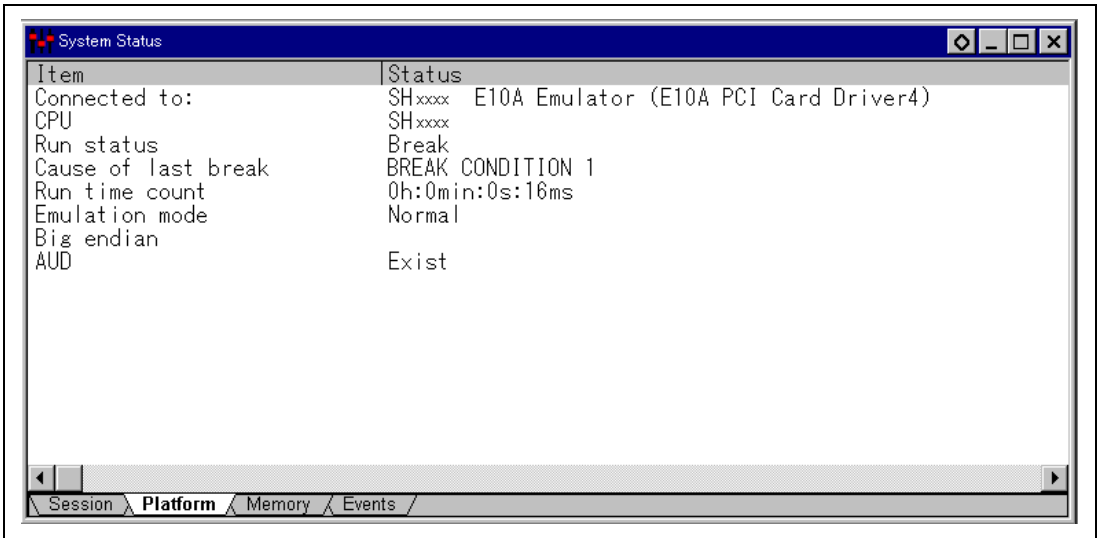 System Status
Item Status
Connected to: SHxxxx E10A Emulator (E10A PCI Card Driver4)
CPU SHxxxx
Run status Break
Cause of last break BREAK CONDITION 1
Run time count 0h:0min:0s:16ms
Emulation mode Normal
Big endian
AUD Exist
Session Platform Memory Events